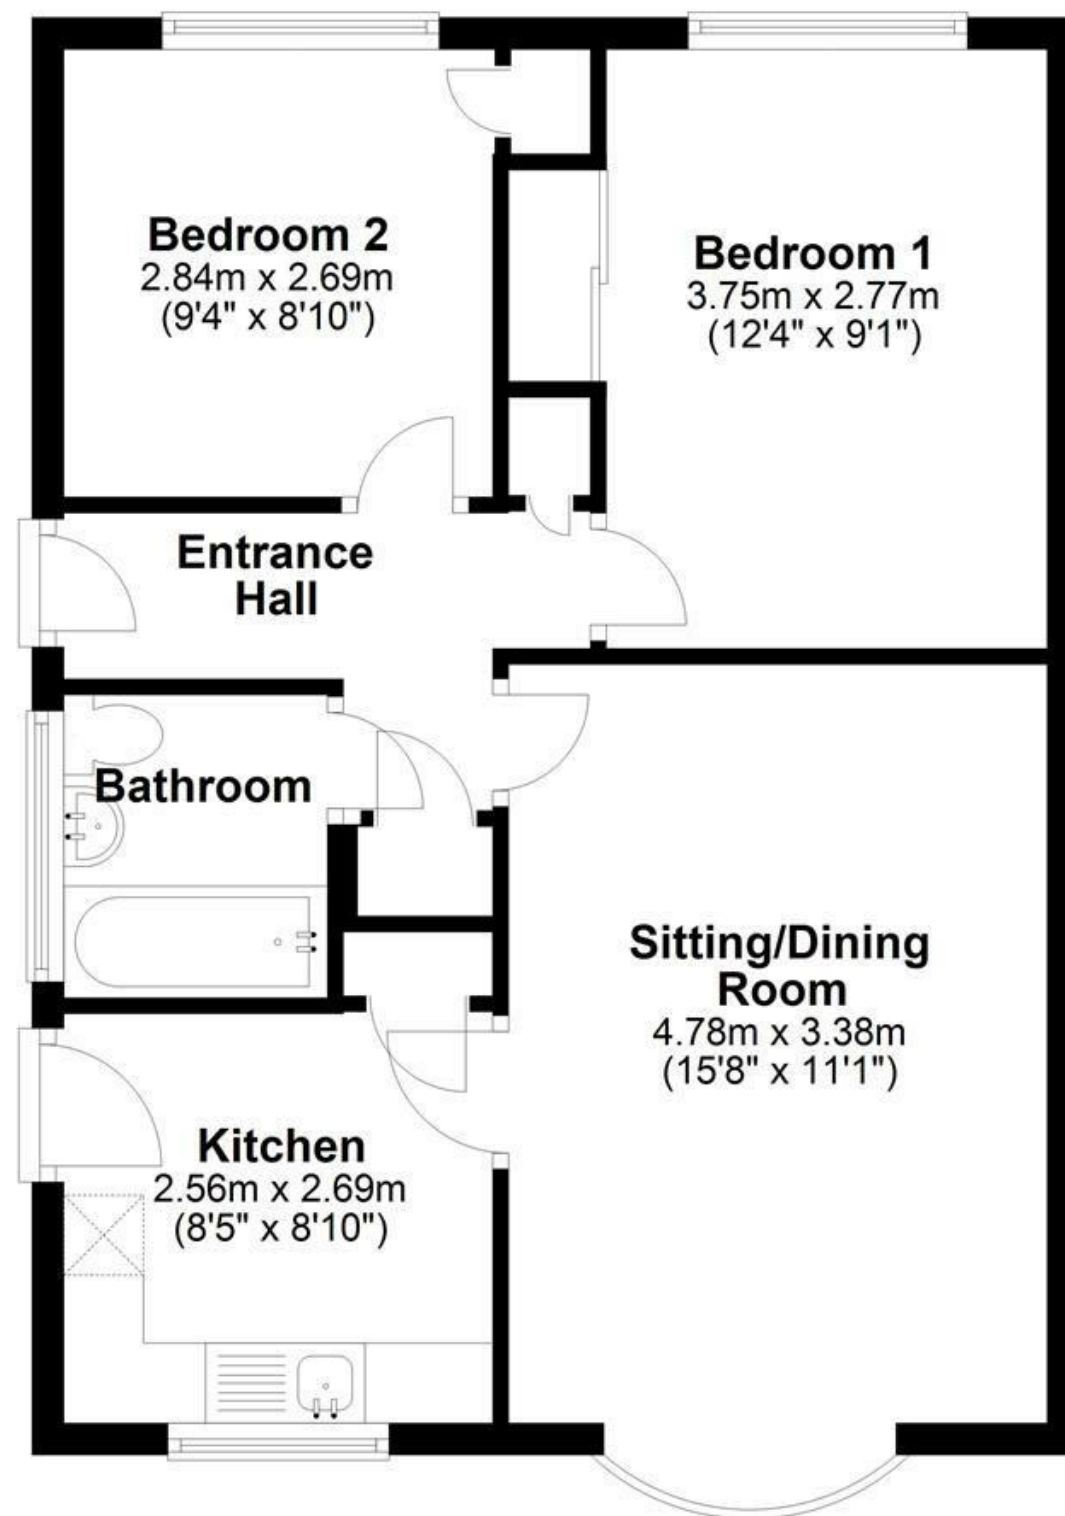 Bedroom 2
2.84m x 2.69m
(9'4" x 8'10")
Bedroom 1
3.75m x 2.77m
(12'4" x 9'1")
Entrance
Hall
Bathroom
Sitting/Dining
Room
4.78m x 3.38m
(15'8" x 11'1")
Kitchen
2.56m x 2.69m
(8'5" x 8'10")